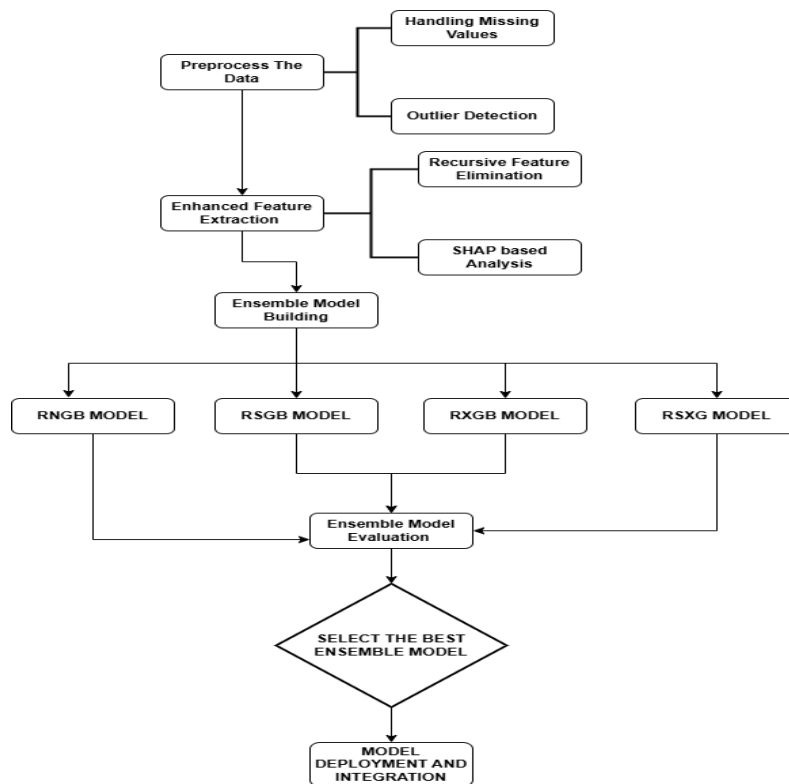 Handling Missing
Values
Preprocess The
Data
Outlier Detection
Recursive Feature
Elimination
Enhanced Feature
Extraction
SHAP based
Analysis
Ensemble Model
Building
RNGB MODEL
RSGB MODEL
RXGB MODEL
RSXG MODEL
Ensemble Model
Evaluation
SELECT THE BEST
ENSEMBLE MODEL
MODEL
DEPLOYMENT AND
INTEGRATION